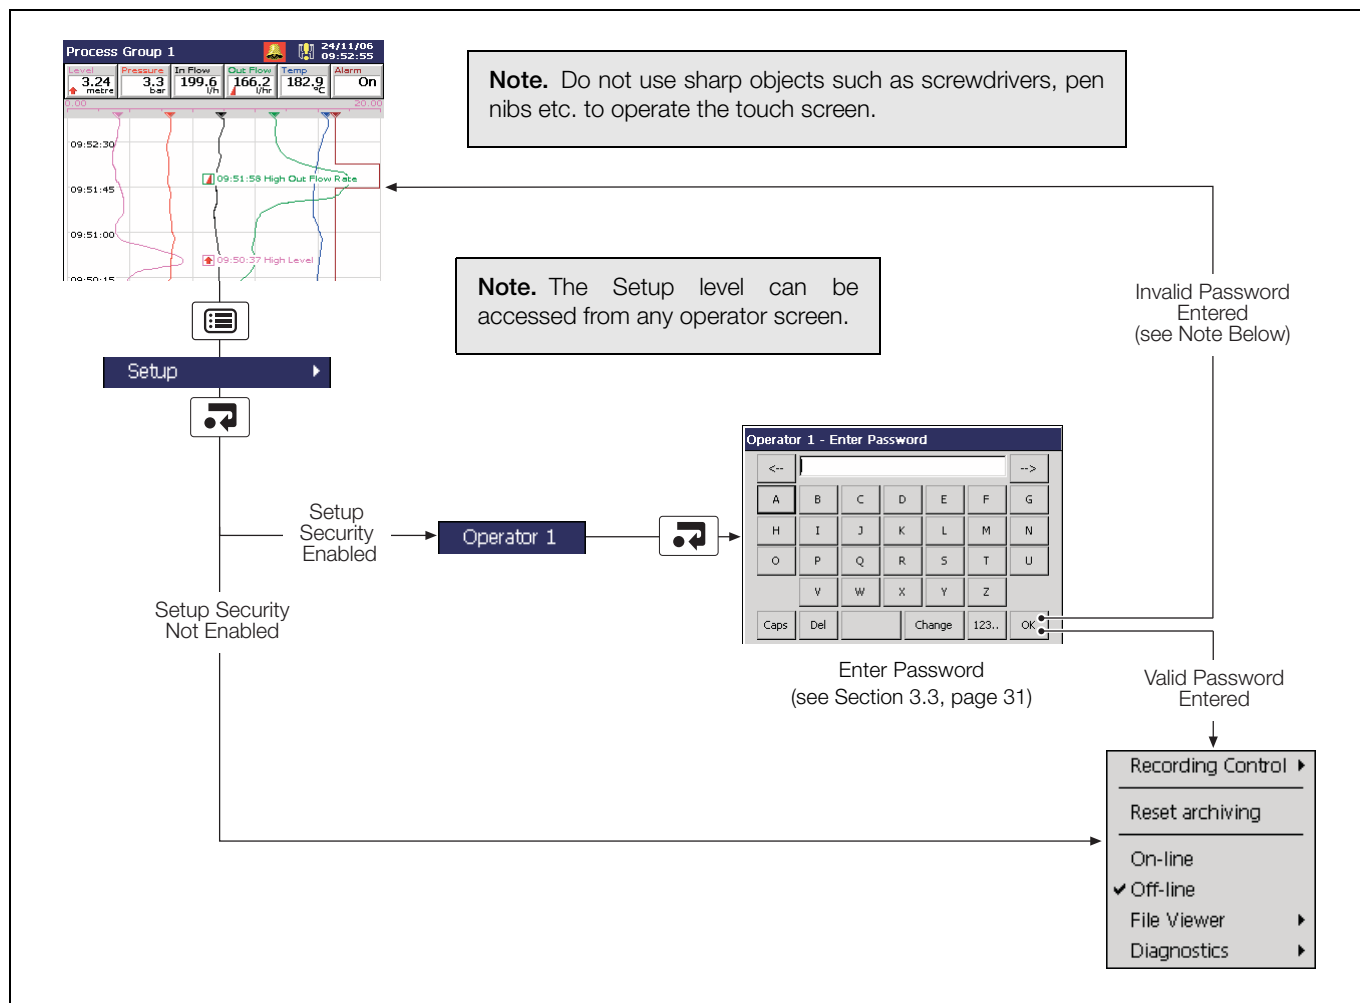 Process Group 1
24/11/06
09:52:55
Level
3.24
metre
Pressure
3.3
bar
In Flow
199.6
l/h
Out Flow
166.2
l/hr
Temp
182.9
°C
Alarm
On
0.00
20.00
09:52:30
09:51:58 High Out Flow Rate
09:51:45
09:51:00
09:50:37 High Level
09:50:15
Note. Do not use sharp objects such as screwdrivers, pen
nibs etc. to operate the touch screen.
Note. The Setup level can be
accessed from any operator screen.
Invalid Password
Entered
(see Note Below)
Setup
Setup
Security
Enabled
Operator 1
Setup Security
Not Enabled
Operator 1 - Enter Password
<-- -->
A B C D E F G
H I J K L M N
O P Q R S T U
V W X Y Z
Caps Del Change 123.. OK
Enter Password
(see Section 3.3, page 31)
Valid Password
Entered
Recording Control
Reset archiving
On-line
Off-line
File Viewer
Diagnostics